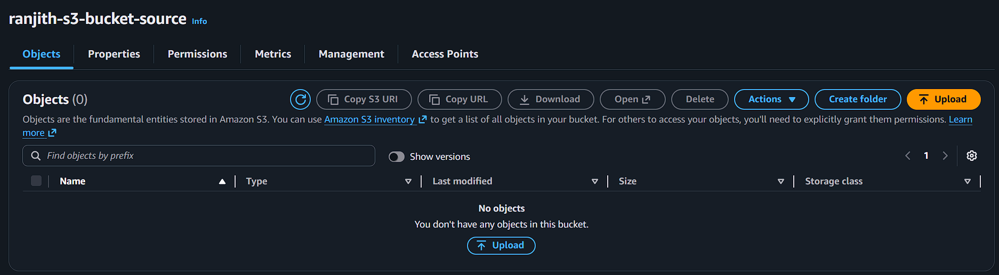 ranjith-s3-bucket-source Info
Objects Properties Permissions Metrics Management Access Points
Objects (0) Copy S3 URI Copy URL Download Open Delete Actions Create folder Upload
Objects are the fundamental entities stored in Amazon S3. You can use Amazon S3 inventory to get a list of all objects in your bucket. For others to access your objects, you'll need to explicitly grant them permissions. Learn
more
Find objects by prefix Show versions 1
Name Type Last modified Size Storage class
No objects
You don't have any objects in this bucket.
Upload